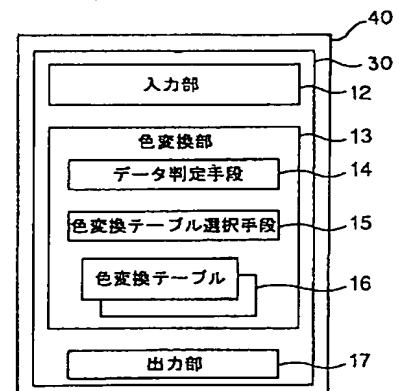 40
30
入力部
12
色変換部
13
データ判定手段
14
色変換テーブル選択手段
15
色変換テーブル
16
出力部
17